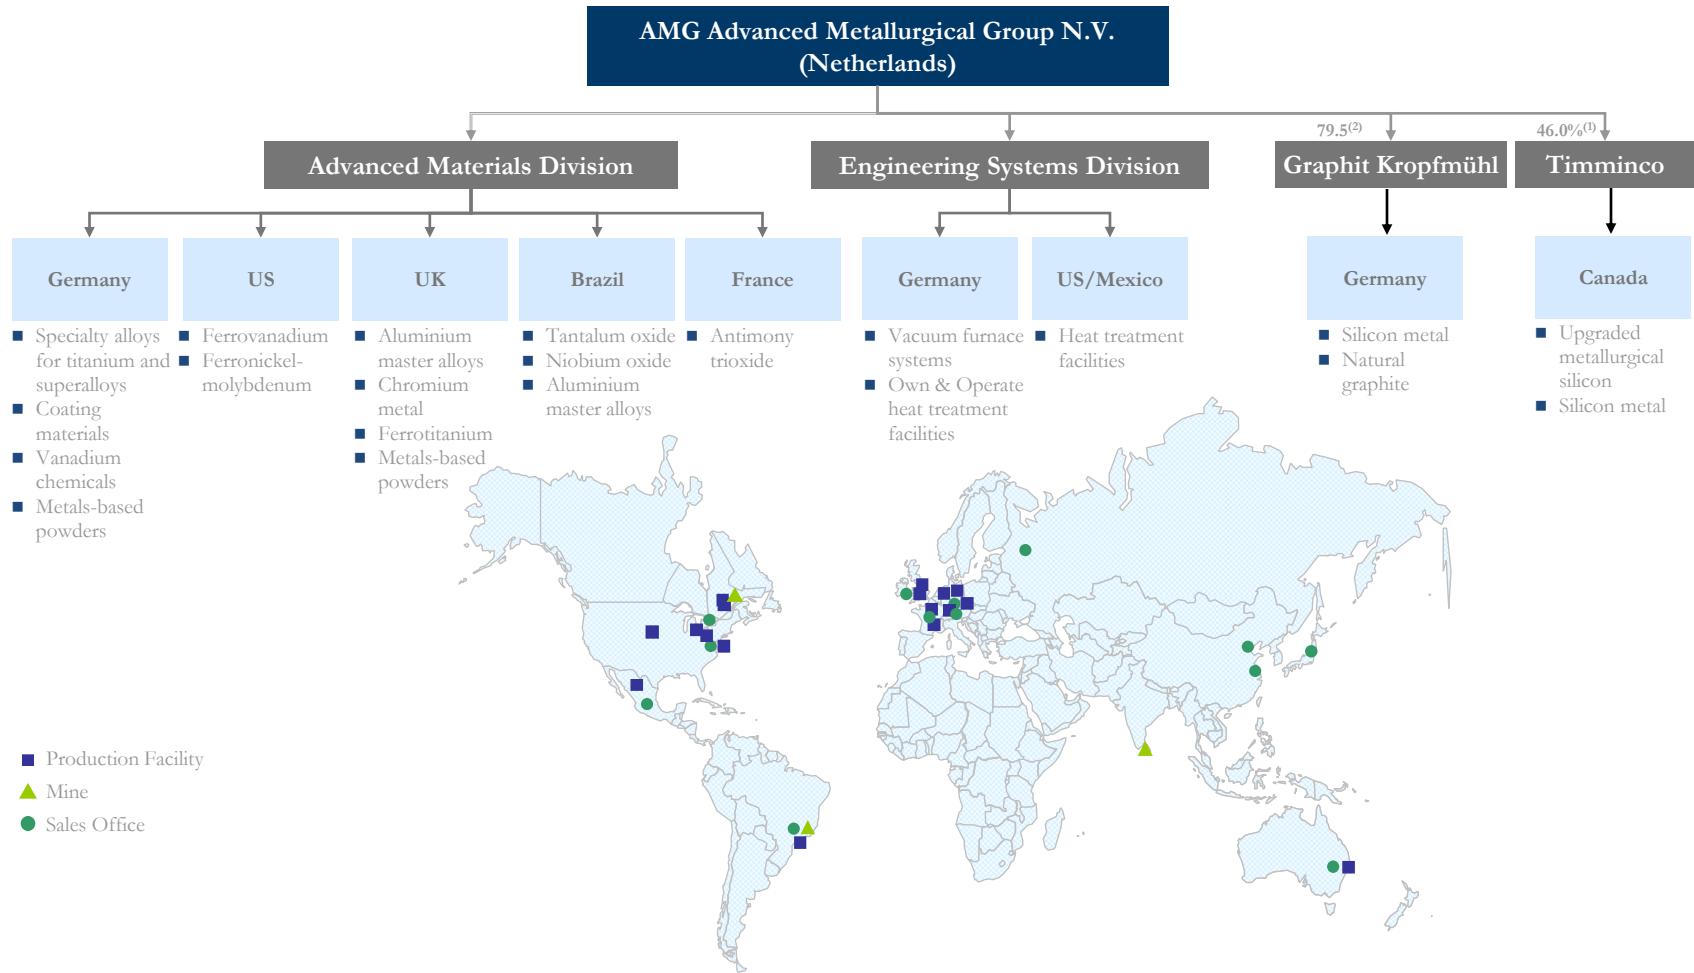 AMG Advanced Metallurgical Group N.V.
(Netherlands)
79.5(2)
46.0%(1)
Advanced Materials Division
Engineering Systems Division
Graphit Kropfmühl
Timminco
Germany
US
UK
Brazil
France
Germany
US/Mexico
Germany
Canada
Specialty alloys
for titanium and
superalloys
Coating
materials
Vanadium
chemicals
Metals-based
powders
Ferrovanadium
Ferronickel-
molybdenum
Aluminium
master alloys
Chromium
metal
Ferrotitanium
Metals-based
powders
Tantalum oxide
Niobium oxide
Aluminium
master alloys
Antimony
trioxide
Vacuum furnace
systems
Own & Operate
heat treatment
facilities
Heat treatment
facilities
Silicon metal
Natural
graphite
Upgraded
metallurgical
silicon
Silicon metal
Production Facility
Mine
Sales Office